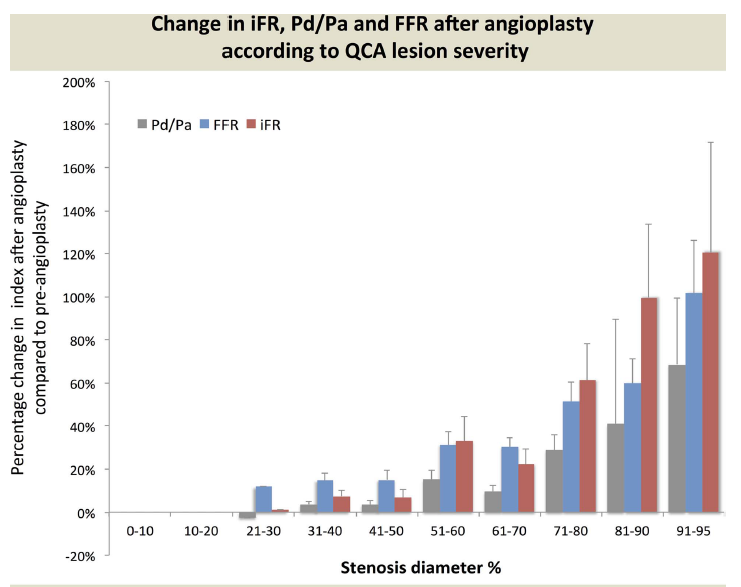 Change in iFR, Pd/Pa and FFR after angioplasty
according to QCA lesion severity
200%
180%
160%
140%
120%
100%
80%
60%
40%
20%
0%
-20%
Percentage change in index after angioplasty
compared to pre-angioplasty
Pd/Pa FFR iFR
0-10 10-20 21-30 31-40 41-50 51-60 61-70 71-80 81-90 91-95
Stenosis diameter %